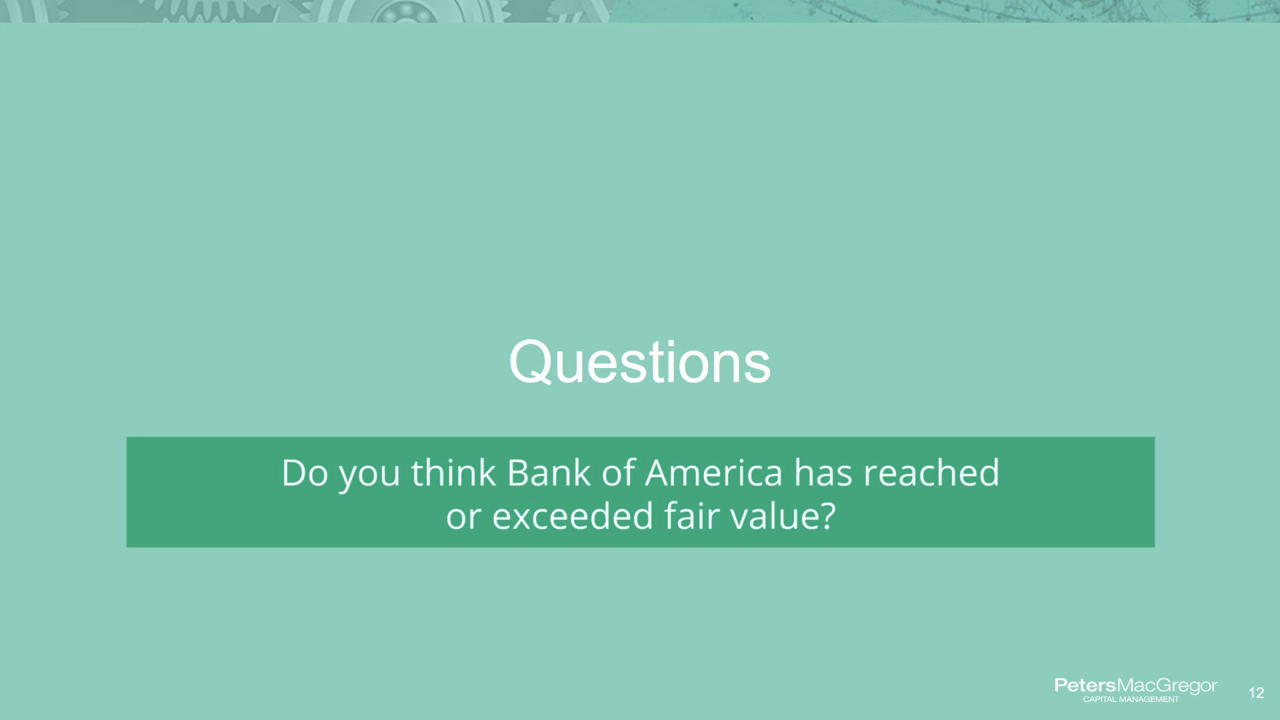 Questions
Do you think Bank of America has reached
or exceeded fair value?
PetersMacGregor
CAPITAL MANAGEMENT
12